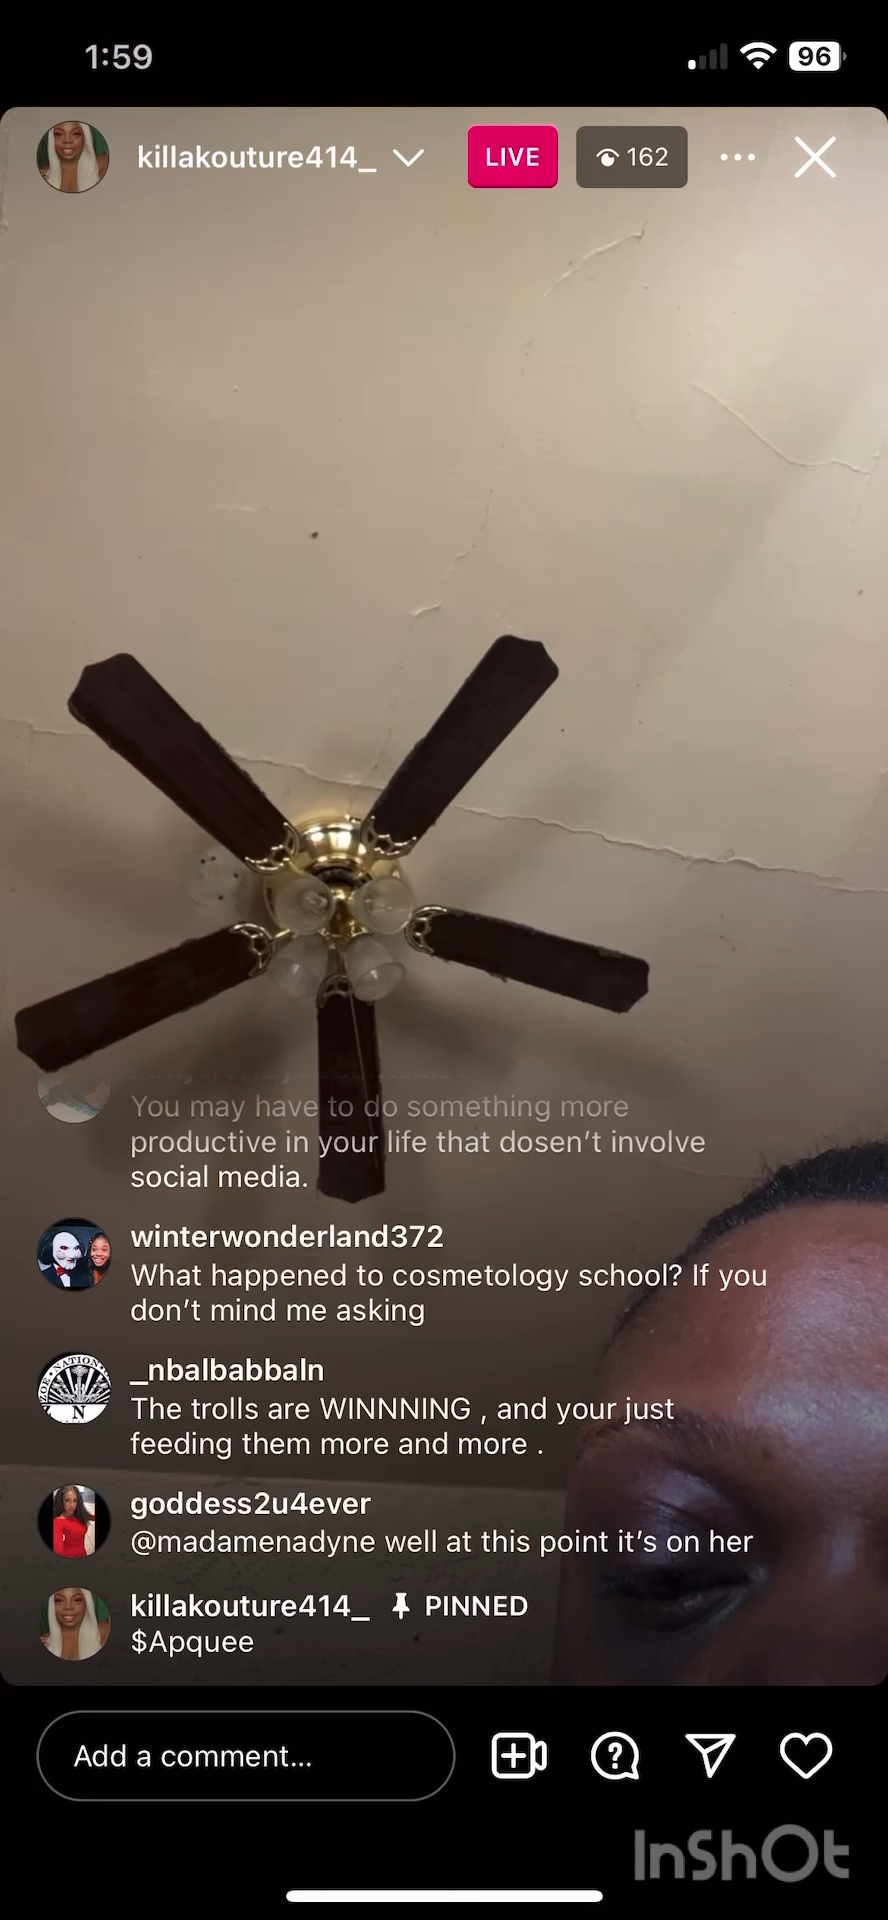 1:59
96
killakouture414_
LIVE
162
You may have to do something more
productive in your life that dosen’t involve
social media.
winterwonderland372
What happened to cosmetology school? If you
don’t mind me asking
_nbalbabbaln
The trolls are WINNNING , and your just
feeding them more and more .
goddess2u4ever
@madamenadyne well at this point it’s on her
killakouture414_ PINNED
$Apquee
Add a comment...
InShOt